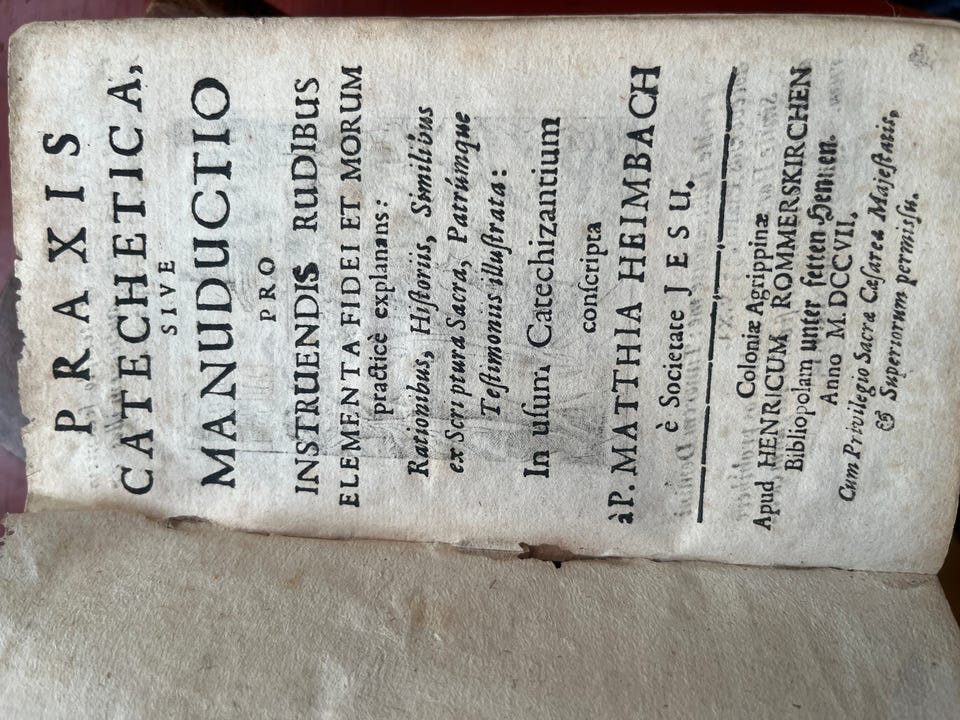 PRAXIS
CATECHETICA,
SIVE
MANUDUCTIO
PRO
INSTRUENDIS RUDIBUS
ELEMENTA FIDEI ET MORUM
practicè explanans:
Rationibus, Hiſtoriis, Similibus
ex Scriptura Sacra, Patrúmque
Teſtimoniis illuſtrata:
In uſum Catechizantium
conſcripta
à P. MATTHIA HEIMBACH
è Societate JESU.
Coloniæ Agrippinæ
Apud HENRICUM ROMMERSKIRCHEN
Bibliopolam unter fetten Hennen.
Anno M. DCCVII.
Cum Privilegio Sacræ Cæſareæ Majeſtatis,
& Superiorum permiſſu.